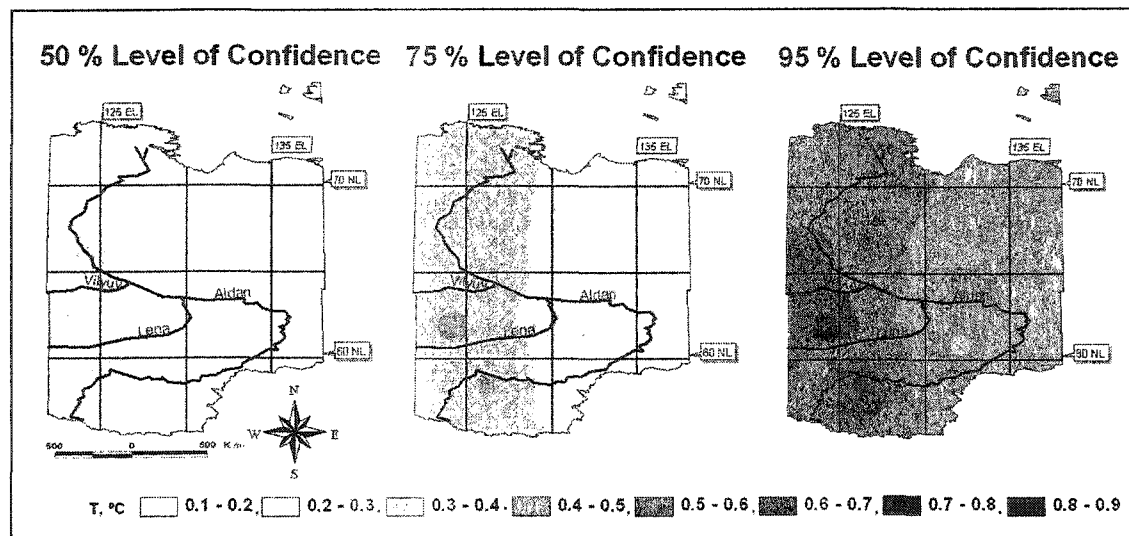 50 % Level of Confidence
75 % Level of Confidence
95 % Level of Confidence
125 EL
135 EL
70 NL
Vilyuy
Aldan
Lena
60 NL
125 EL
135 EL
70 NL
Vilyuy
Aldan
Lena
60 NL
125 EL
135 EL
70 NL
60 NL
N
W
E
S
500 0 500 Km
T, ºC 0.1 - 0.2, 0.2 - 0.3, 0.3 - 0.4, 0.4 - 0.5, 0.5 - 0.6, 0.6 - 0.7, 0.7 - 0.8, 0.8 - 0.9